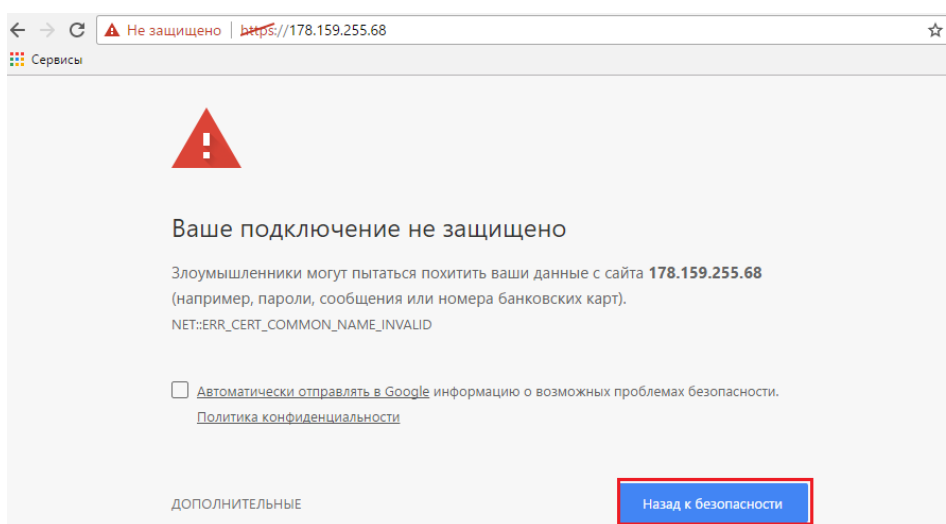 Не защищено | https://178.159.255.68
Сервисы
Ваше подключение не защищено
Злоумышленники могут пытаться похитить ваши данные с сайта 178.159.255.68
(например, пароли, сообщения или номера банковских карт).
NET::ERR_CERT_COMMON_NAME_INVALID
Автоматически отправлять в Google информацию о возможных проблемах безопасности.
Политика конфиденциальности
ДОПОЛНИТЕЛЬНЫЕ
Назад к безопасности